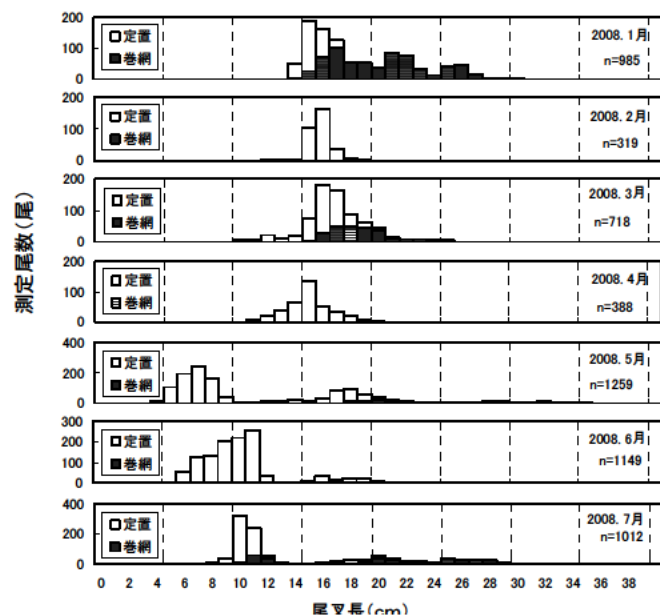 測定尾数(尾)
200
100
0
定置
巻網
2008. 1月
n=985
200
100
0
定置
巻網
2008. 2月
n=319
200
100
0
定置
巻網
2008. 3月
n=718
200
100
0
定置
巻網
2008. 4月
n=388
400
200
0
定置
巻網
2008. 5月
n=1259
300
200
100
0
定置
巻網
2008. 6月
n=1149
400
200
0
定置
巻網
2008. 7月
n=1012
0 2 4 6 8 10 12 14 16 18 20 22 24 26 28 30 32 34 36 38
尾叉長(cm)